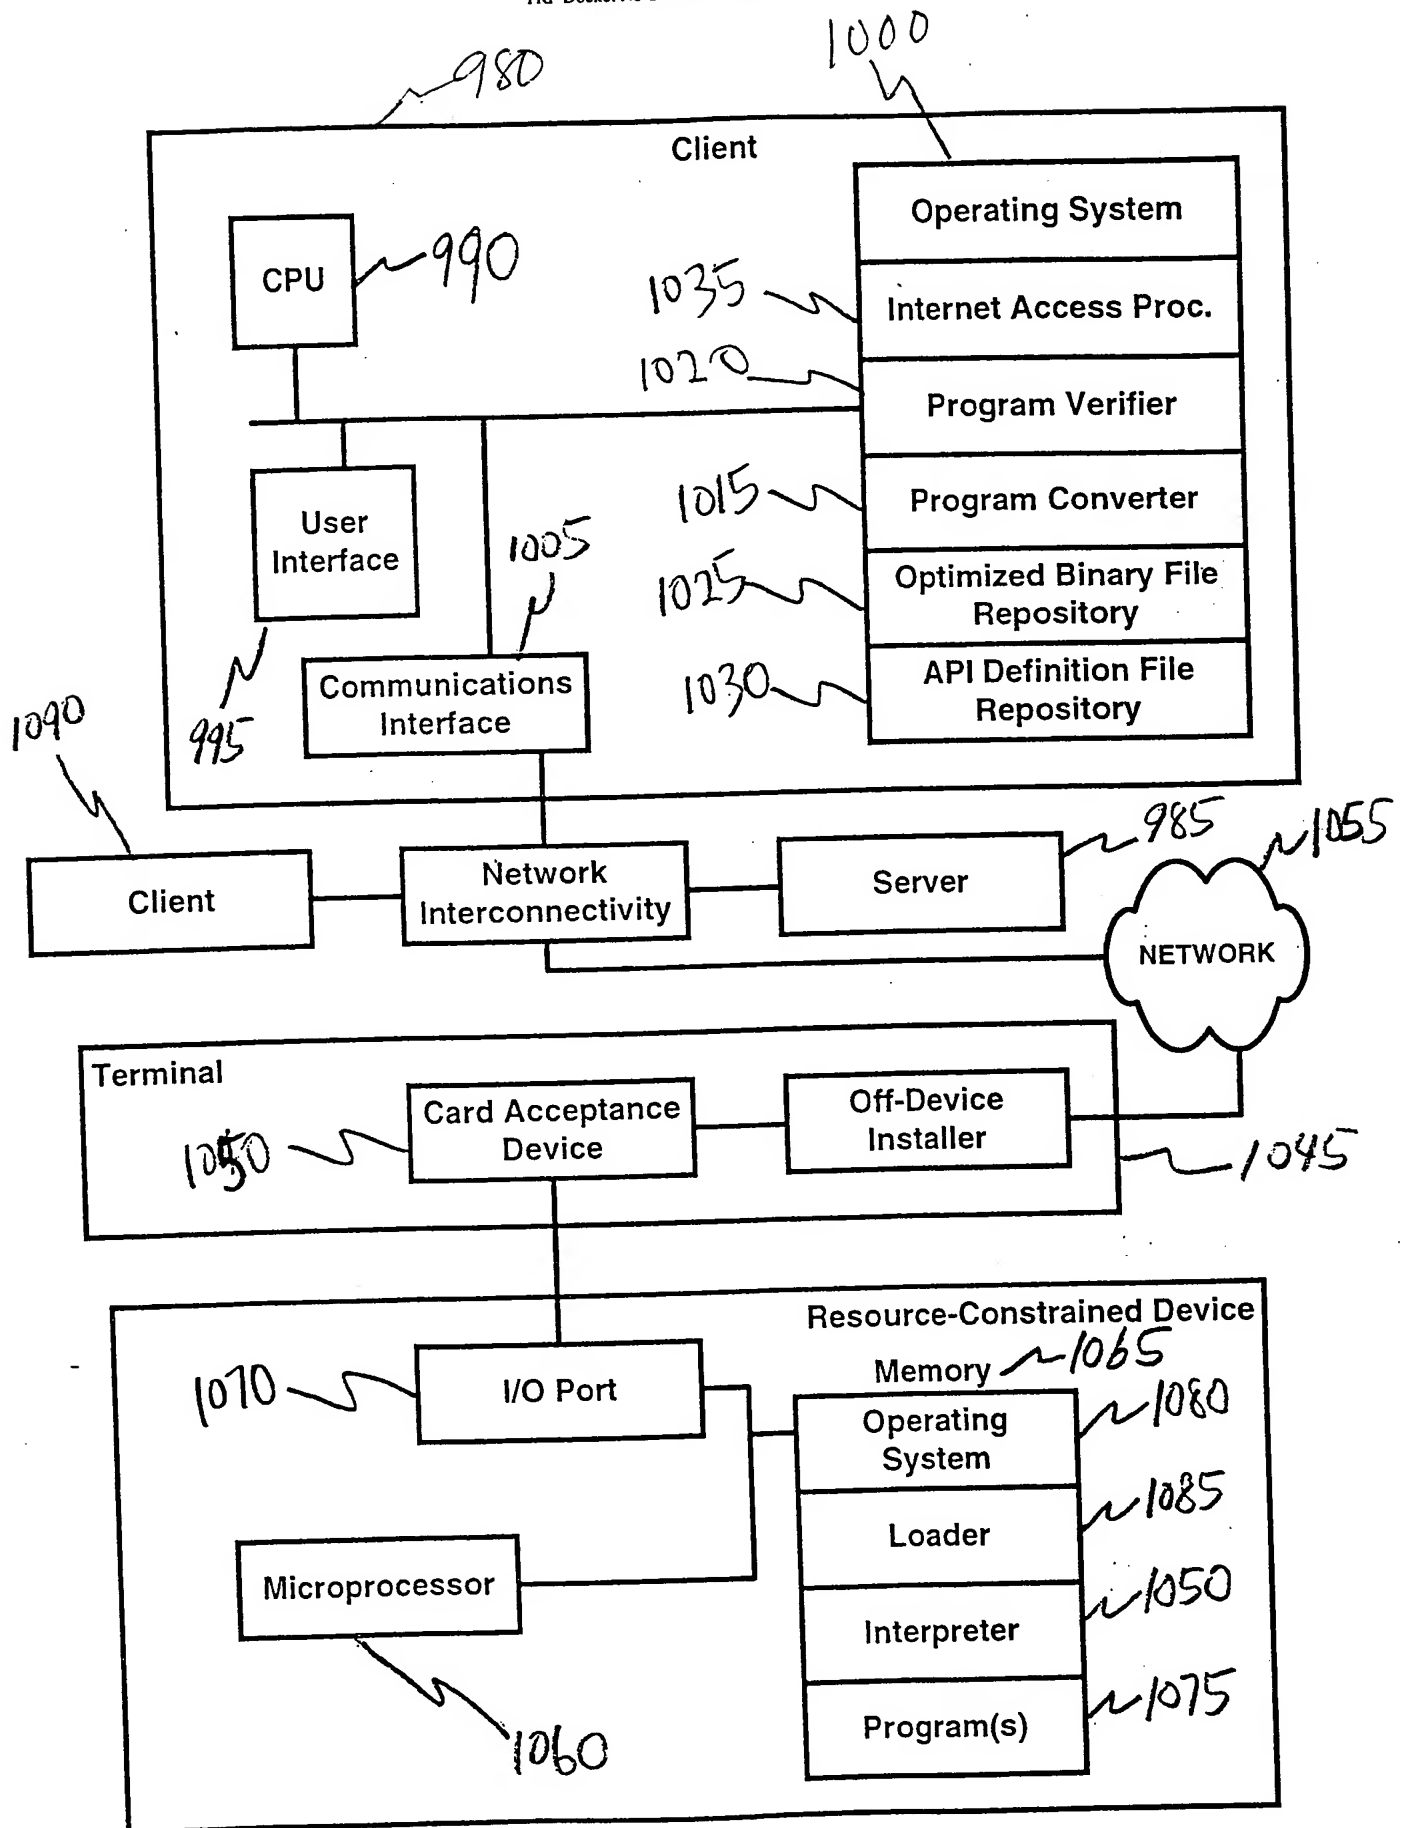 980
1000
Client
Operating System
CPU
990
1035
Internet Access Proc.
1020
Program Verifier
1015
Program Converter
User
Interface
1005
1025
Optimized Binary File
Repository
Communications
Interface
1030
API Definition File
Repository
995
1090
985
1055
Client
Network
Interconnectivity
Server
NETWORK
Terminal
Card Acceptance
Device
Off-Device
Installer
1045
Resource-Constrained Device
Memory
1065
1070
I/O Port
Operating
System
1080
Loader
1085
Microprocessor
Interpreter
1050
Program(s)
1075
1060